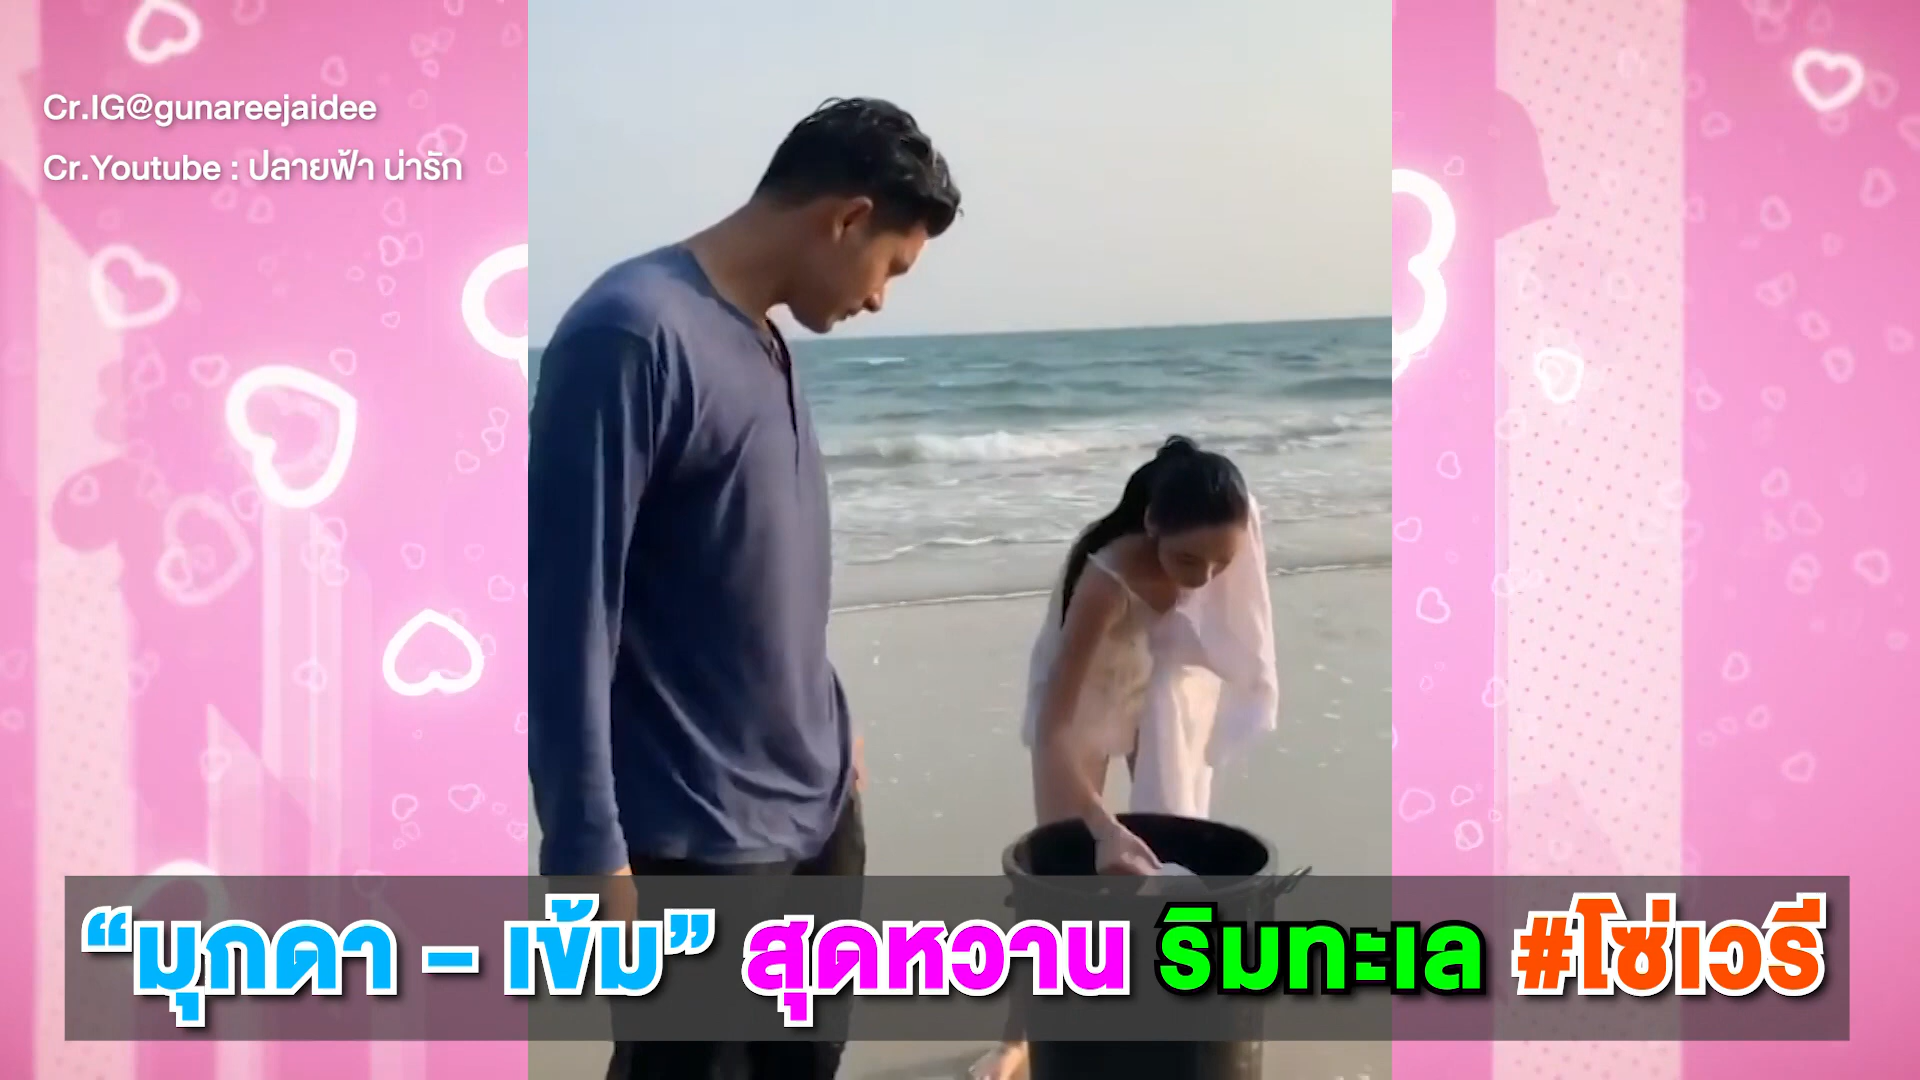 Cr.IG@gunareejaidee
Cr.Youtube : ปลายฟ้า น่ารัก
“มุกดา - เข้ม” สุดหวาน ริมทะเล #โซ่เวรี